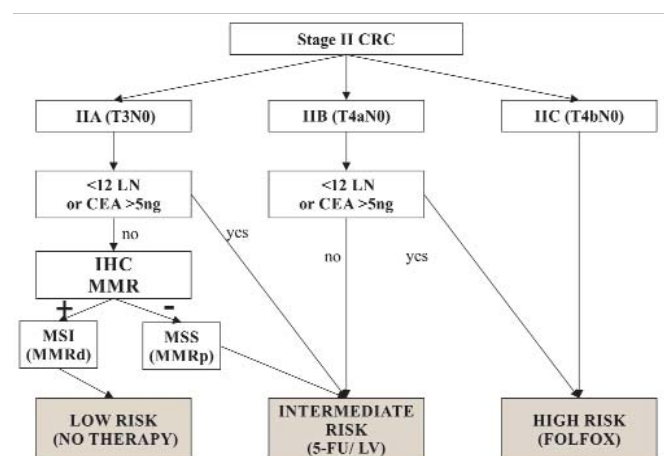 Stage II CRC
IIA (T3N0)
IIB (T4aN0)
IIC (T4bN0)
<12 LN
or CEA >5ng
<12 LN
or CEA >5ng
no
yes
no
yes
IHC
MMR
+
-
MSI
(MMRd)
MSS
(MMRp)
LOW RISK
(NO THERAPY)
INTERMEDIATE
RISK
(5-FU/ LV)
HIGH RISK
(FOLFOX)